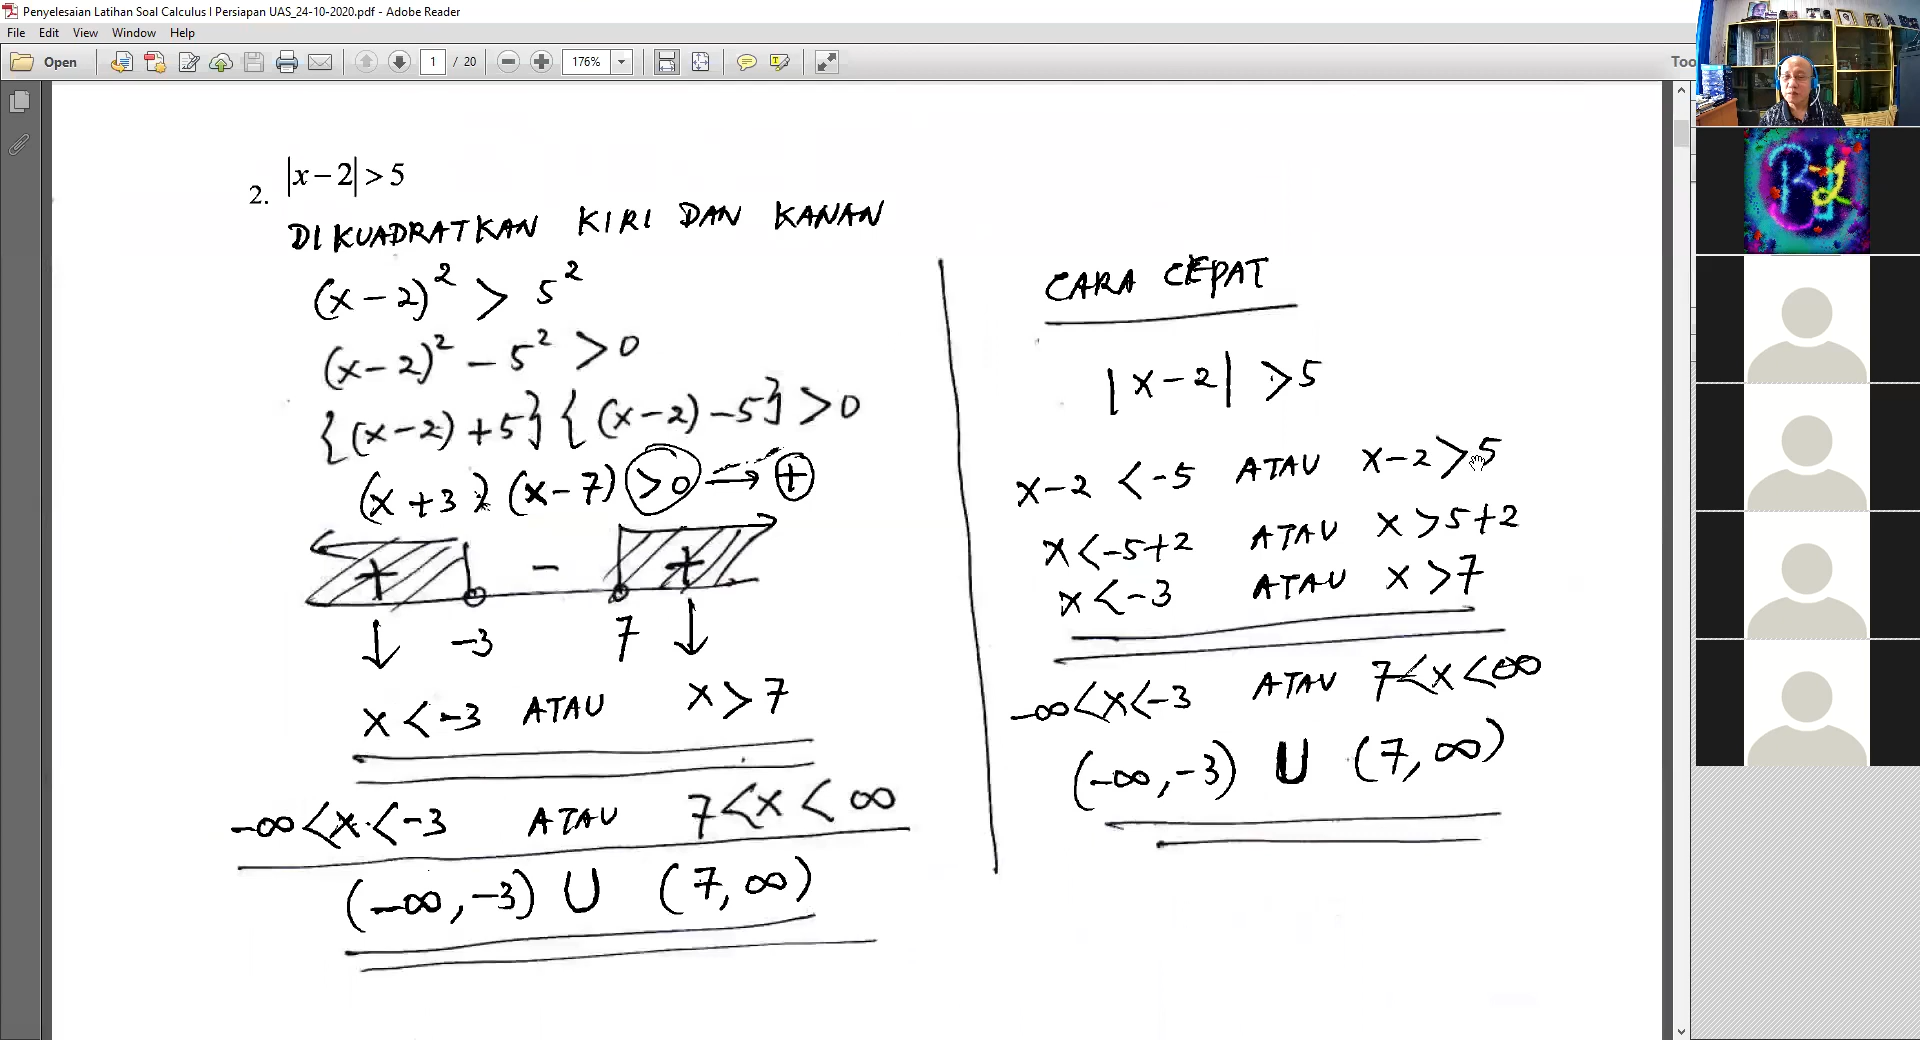 Penyelesaian Latihan Soal Calculus I Persiapan UAS_24-10-2020.pdf - Adobe Reader
File Edit View Window Help
Open 1 / 20 176% Too
2. |x-2| > 5
DIKUADRATKAN KIRI DAN KANAN
(x-2)² > 5²
(x-2)² - 5² > 0
{(x-2)+5}{(x-2)-5} > 0
(x+3)(x-7) > 0 → +
+ - +
-3 7
x < -3 ATAU x > 7
-∞ < x < -3 ATAU 7 < x < ∞
(-∞, -3) ∪ (7, ∞)
CARA CEPAT
|x-2| > 5
x-2 < -5 ATAU x-2 > 5
x < -5+2 ATAU x > 5+2
x < -3 ATAU x > 7
-∞ < x < -3 ATAU 7 < x < ∞
(-∞, -3) ∪ (7, ∞)